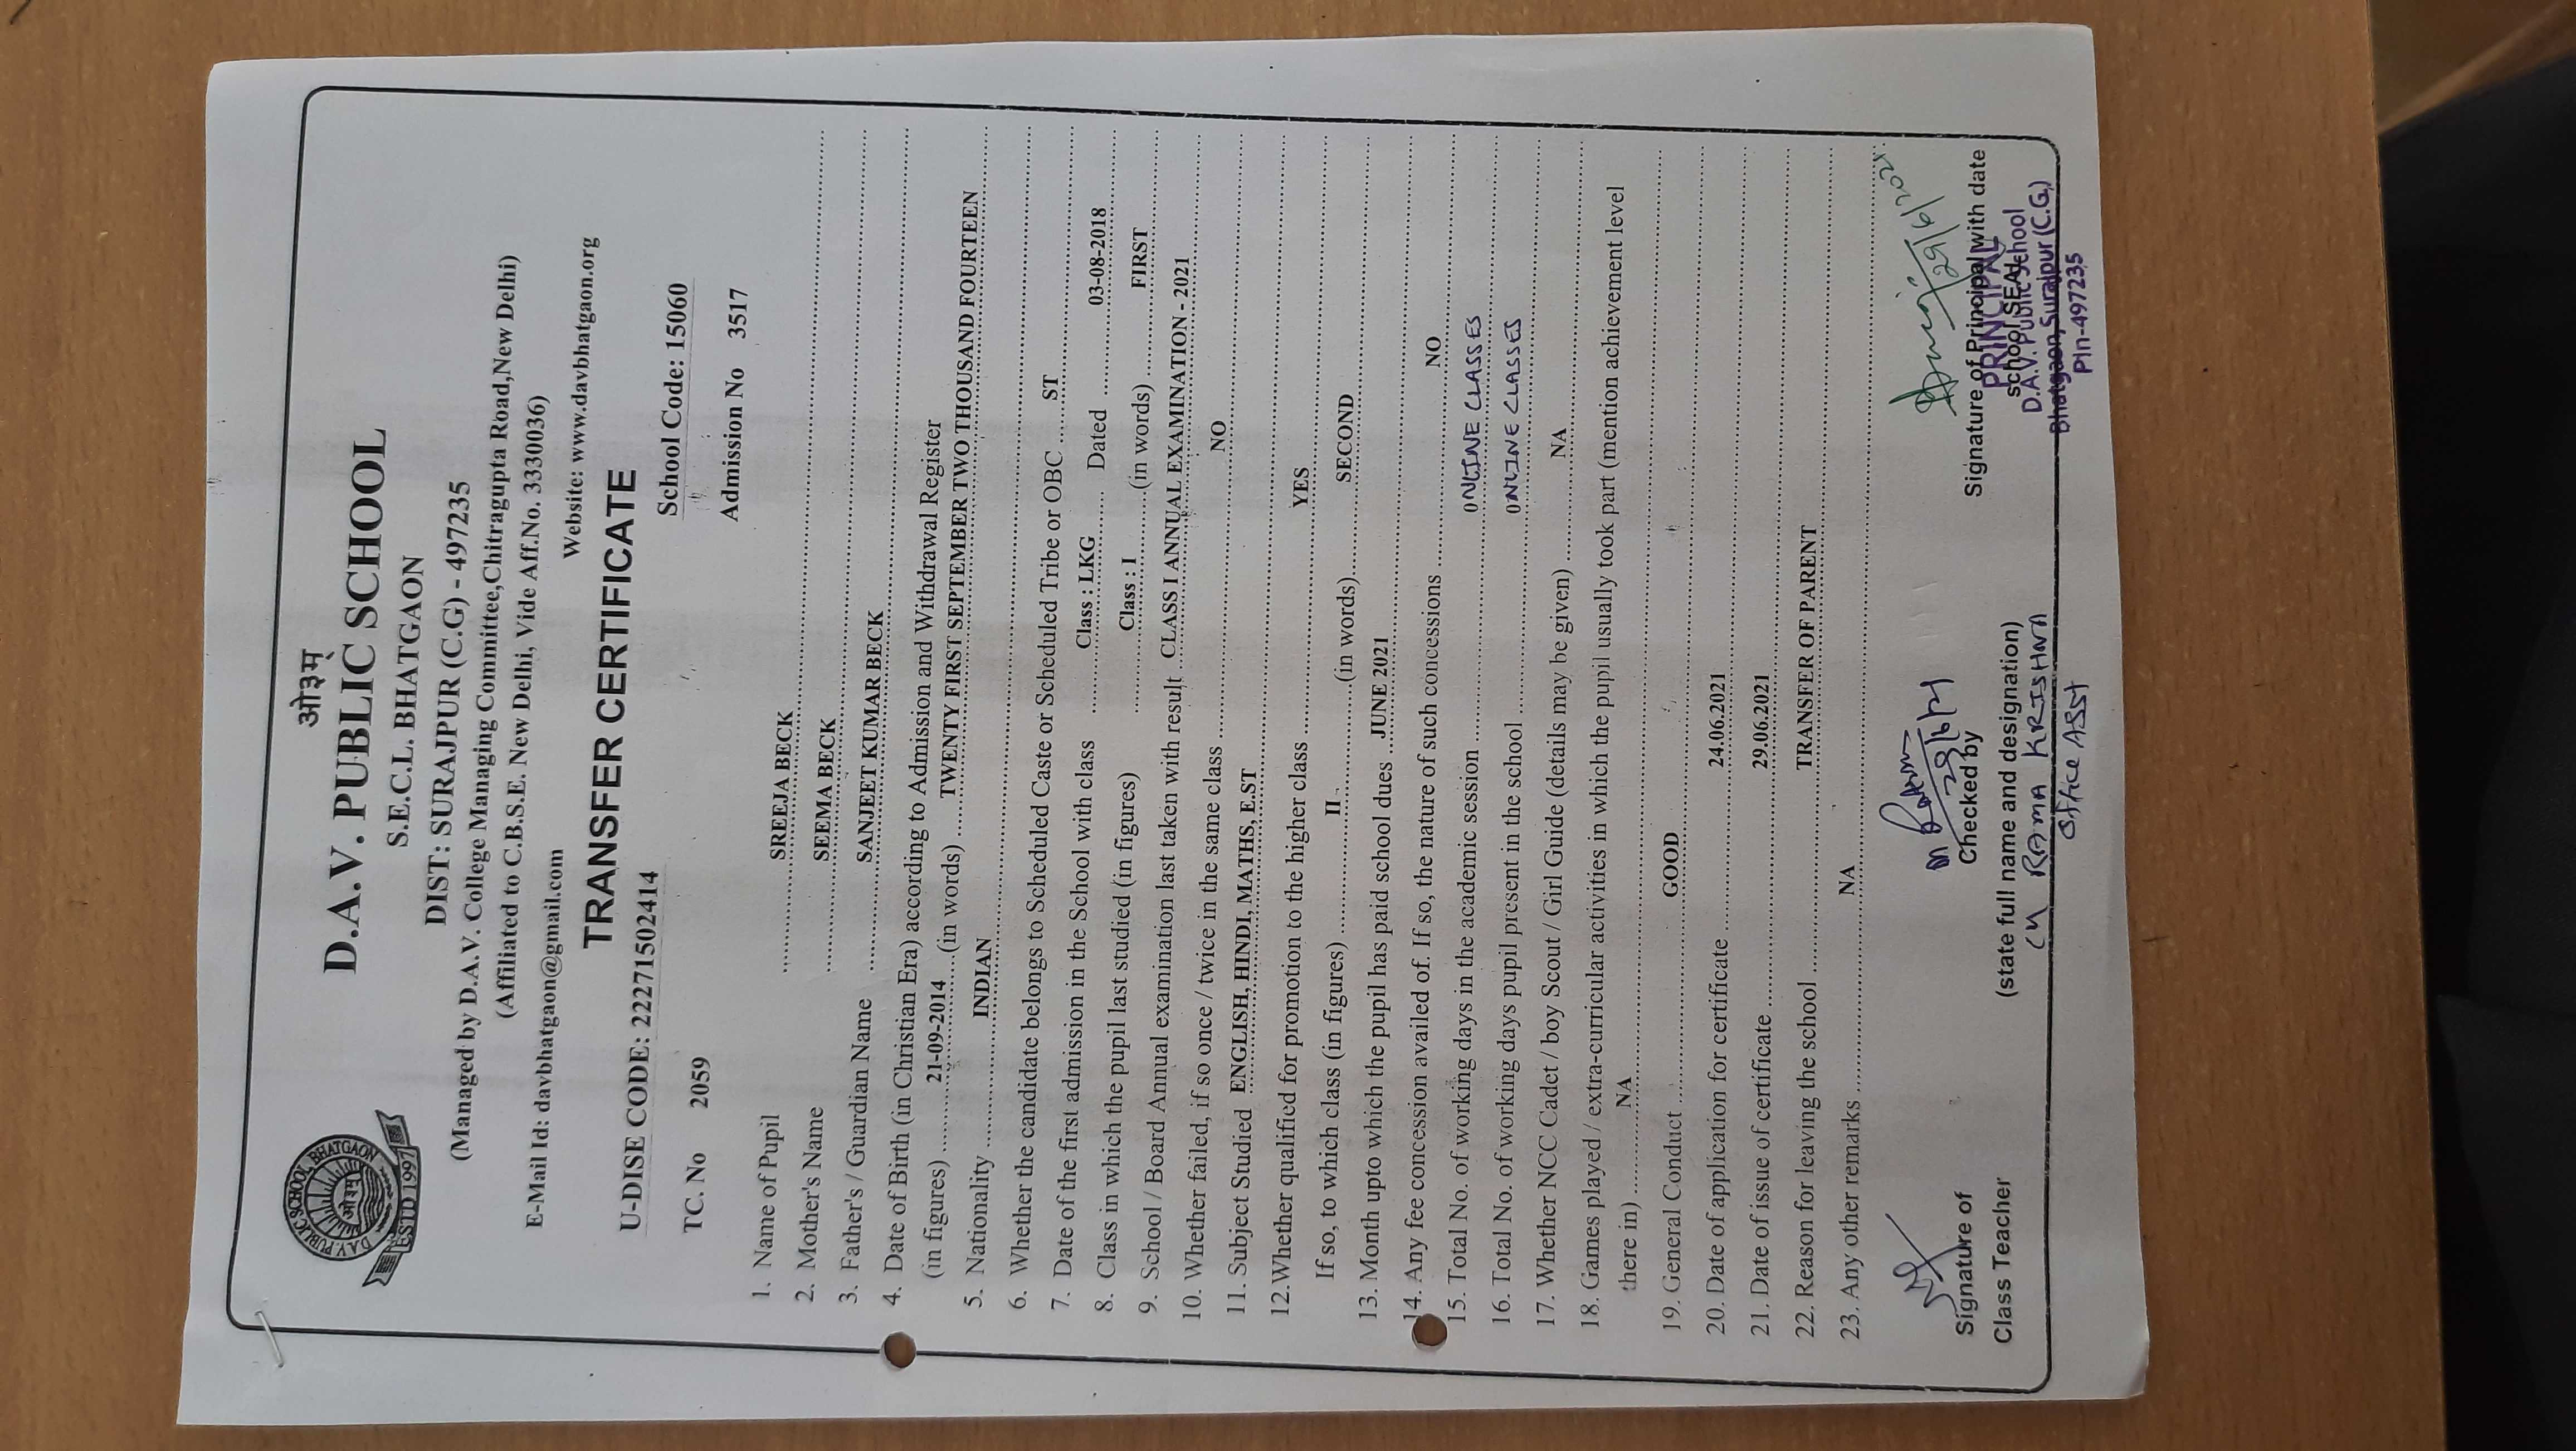 ओ३म्
D.A.V. PUBLIC SCHOOL
S.E.C.L. BHATGAON
DIST: SURAJPUR (C.G) - 497235
(Managed by D.A.V. College Managing Committee,Chitragupta Road,New Delhi)
(Affiliated to C.B.S.E. New Delhi, Vide Aff.No. 3330036)
D.A.V. PUBLIC SCHOOL, BHATGAON
ओ३म्
ESTD 1997
E-Mail Id: davbhatgaon@gmail.com Website: www.davbhatgaon.org
TRANSFER CERTIFICATE
U-DISE CODE: 22271502414 School Code: 15060
TC. No 2059 Admission No 3517
1. Name of Pupil SREEJA BECK
2. Mother's Name SEEMA BECK
3. Father's / Guardian Name SANJEET KUMAR BECK
4. Date of Birth (in Christian Era) according to Admission and Withdrawal Register
(in figures) 21-09-2014 (in words) TWENTY FIRST SEPTEMBER TWO THOUSAND FOURTEEN
5. Nationality INDIAN
6. Whether the candidate belongs to Scheduled Caste or Scheduled Tribe or OBC ST
7. Date of the first admission in the School with class Class : LKG Dated 03-08-2018
8. Class in which the pupil last studied (in figures) Class : I (in words) FIRST
9. School / Board Annual examination last taken with result CLASS I ANNUAL EXAMINATION - 2021
10. Whether failed, if so once / twice in the same class NO
11. Subject Studied ENGLISH, HINDI, MATHS, E.ST
12. Whether qualified for promotion to the higher class YES
If so, to which class (in figures) II (in words) SECOND
13. Month upto which the pupil has paid school dues JUNE 2021
14. Any fee concession availed of. If so, the nature of such concessions NO
15. Total No. of working days in the academic session ONLINE CLASSES
16. Total No. of working days pupil present in the school ONLINE CLASSES
17. Whether NCC Cadet / boy Scout / Girl Guide (details may be given) NA
18. Games played / extra-curricular activities in which the pupil usually took part (mention achievement level
there in) NA
19. General Conduct GOOD
20. Date of application for certificate 24.06.2021
21. Date of issue of certificate 29.06.2021
22. Reason for leaving the school TRANSFER OF PARENT
23. Any other remarks NA
29/6/21 29/6/2021
Signature of Checked by Signature of Principal with date
Class Teacher (state full name and designation) school SEAL
PRINCIPAL
D.A.V. Public School
Bhatgaon, Surajpur (C.G.)
Pin-497235
RAMA KRISHNA
Office Asst